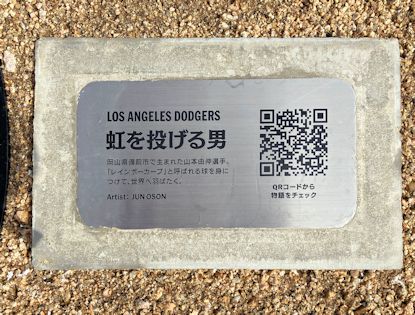 LOS ANGELES DODGERS
虹を投げる男
岡山県備前市で生まれた山本由伸選手。
「レインボーカーブ」と呼ばれる球を身に
つけて、世界へ羽ばたく。
Artist: JUN OSON
QRコードから
物語をチェック